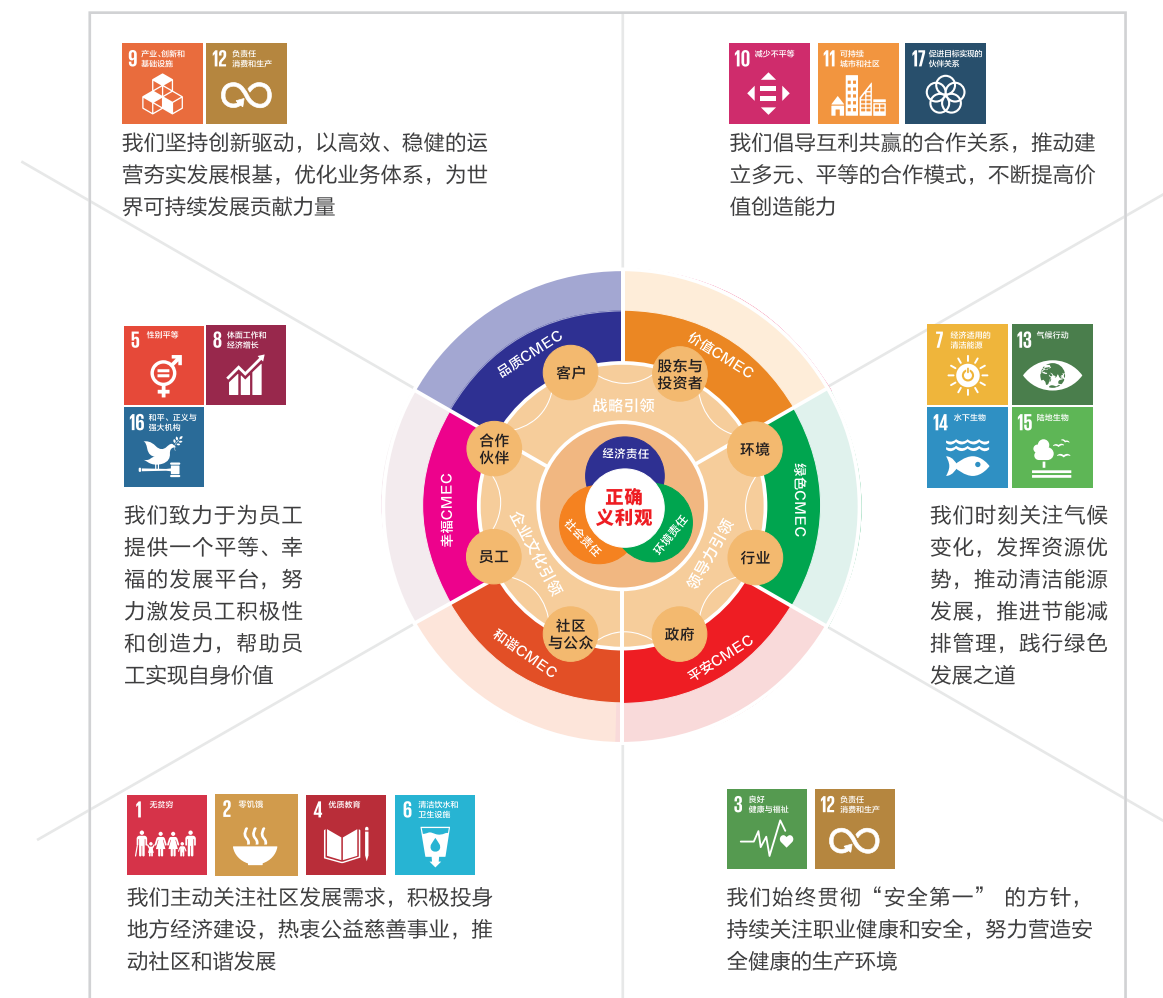 9 产业、创新和
基础设施
12 负责任
消费和生产
我们坚持创新驱动，以高效、稳健的运
营夯实发展根基，优化业务体系，为世
界可持续发展贡献力量
10 减少不平等
11 可持续
城市和社区
17 促进目标实现的
伙伴关系
我们倡导互利共赢的合作关系，推动建
立多元、平等的合作模式，不断提高价
值创造能力
5 性别平等
8 体面工作和
经济增长
16 和平、正义与
强大机构
我们致力于为员工
提供一个平等、幸
福的发展平台，努
力激发员工积极性
和创造力，帮助员
工实现自身价值
品质CMEC
价值CMEC
绿色CMEC
平安CMEC
和谐CMEC
幸福CMEC
客户
股东与
投资者
环境
行业
政府
社区
与公众
员工
合作
伙伴
战略引领
领导力引领
企业文化引领
经济责任
环境责任
社会责任
正确
义利观
7 经济适用的
清洁能源
13 气候行动
14 水下生物
15 陆地生物
我们时刻关注气候
变化，发挥资源优
势，推动清洁能源
发展，推进节能减
排管理，践行绿色
发展之道
1 无贫穷
2 零饥饿
4 优质教育
6 清洁饮水和
卫生设施
我们主动关注社区发展需求，积极投身
地方经济建设，热衷公益慈善事业，推
动社区和谐发展
3 良好
健康与福祉
12 负责任
消费和生产
我们始终贯彻“安全第一” 的方针，
持续关注职业健康和安全，努力营造安
全健康的生产环境